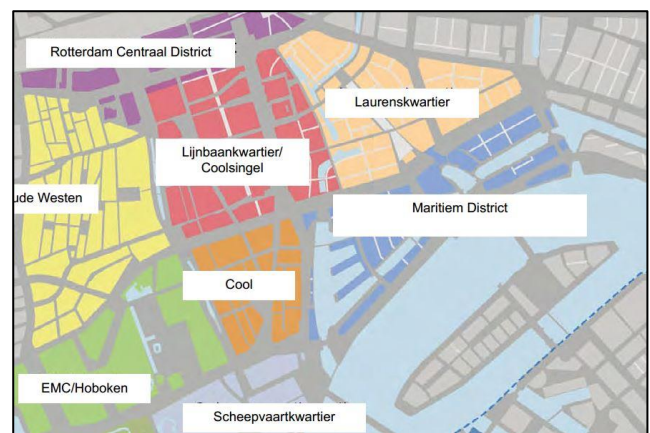 Rotterdam Centraal District
Laurenskwartier
Lijnbaankwartier/
Coolsingel
ude Westen
Maritiem District
Cool
EMC/Hoboken
Scheepvaartkwartier